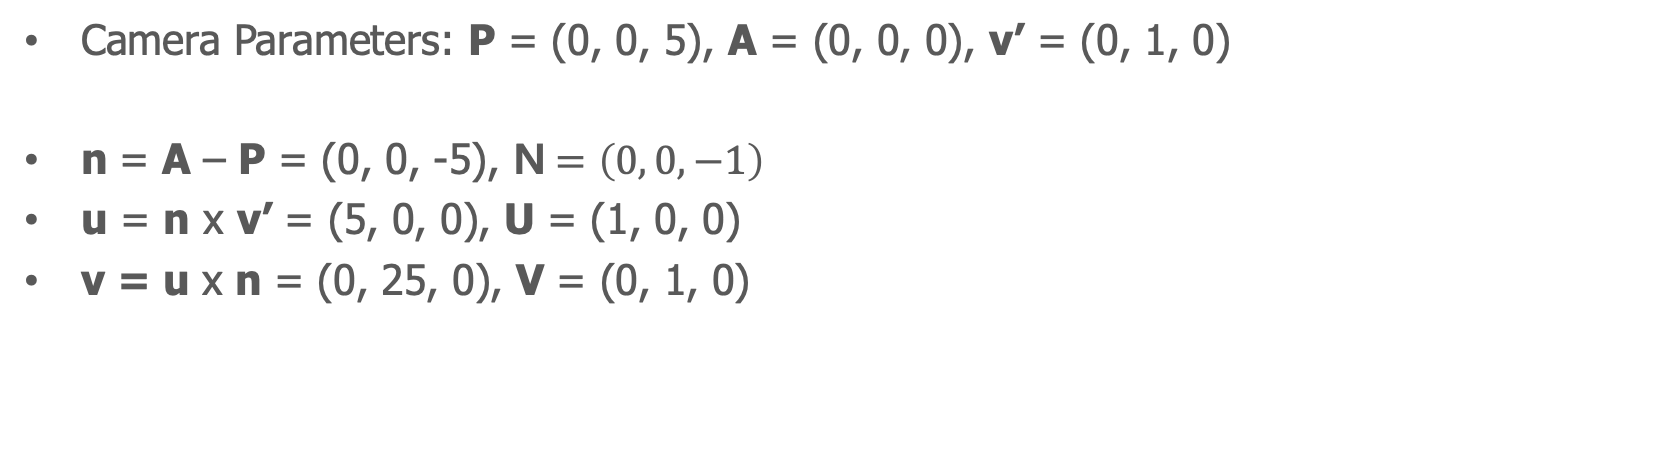 • Camera Parameters: P = (0, 0, 5), A = (0, 0, 0), v′ = (0, 1, 0)
• n = A – P = (0, 0, -5), N = (0, 0, −1)
• u = n x v′ = (5, 0, 0), U = (1, 0, 0)
• v = u x n = (0, 25, 0), V = (0, 1, 0)